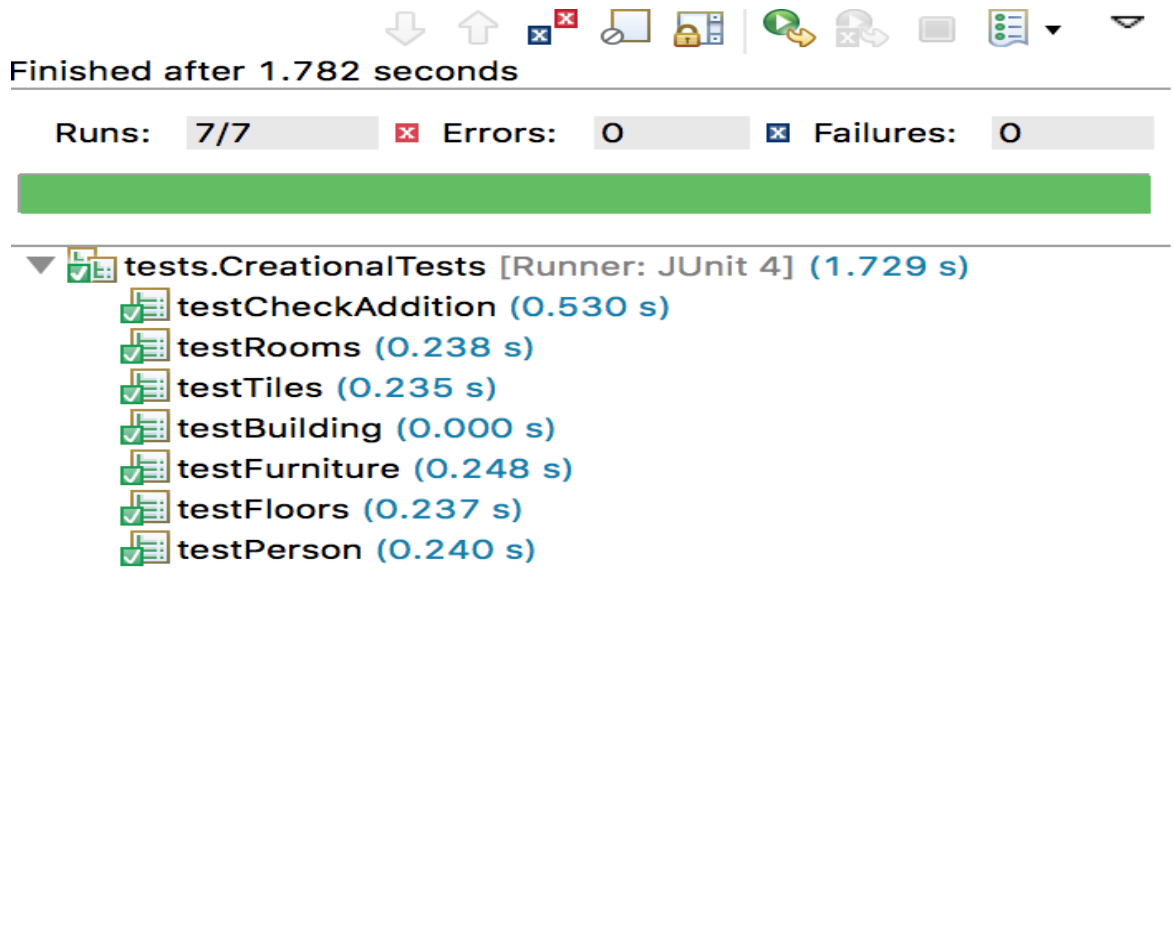 Finished after 1.782 seconds
Runs: 7/7 Errors: 0 Failures: 0
tests.CreationalTests [Runner: JUnit 4] (1.729 s)
testCheckAddition (0.530 s)
testRooms (0.238 s)
testTiles (0.235 s)
testBuilding (0.000 s)
testFurniture (0.248 s)
testFloors (0.237 s)
testPerson (0.240 s)